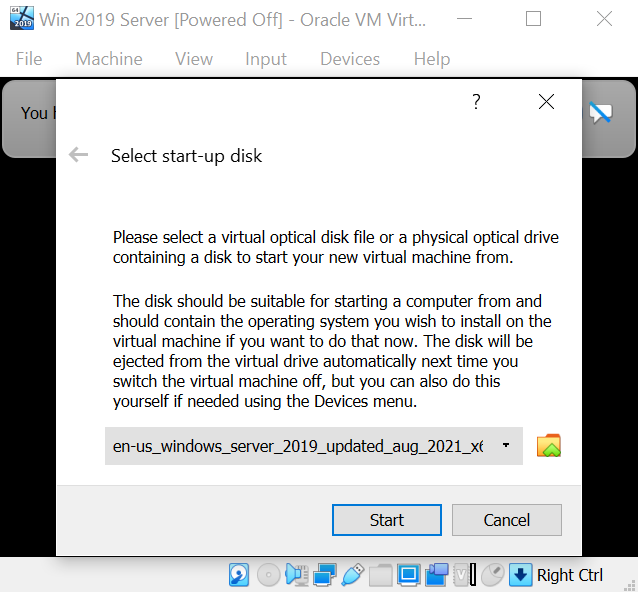 Win 2019 Server [Powered Off] - Oracle VM Virt...
File Machine View Input Devices Help
You
?
Select start-up disk
Please select a virtual optical disk file or a physical optical drive
containing a disk to start your new virtual machine from.
The disk should be suitable for starting a computer from and
should contain the operating system you wish to install on the
virtual machine if you want to do that now. The disk will be
ejected from the virtual drive automatically next time you
switch the virtual machine off, but you can also do this
yourself if needed using the Devices menu.
en-us_windows_server_2019_updated_aug_2021_x6
Start Cancel
Right Ctrl